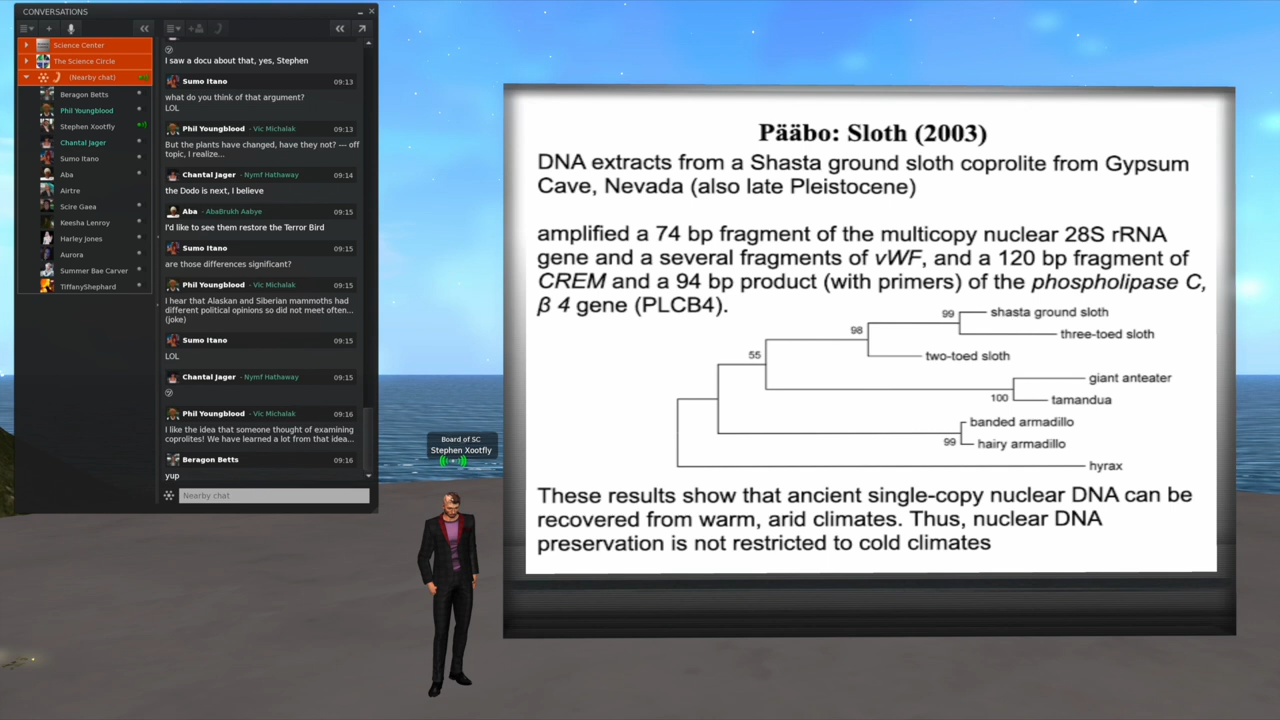 CONVERSATIONS
Science Center
The Science Circle
(Nearby chat)
Beragon Betts
Phil Youngblood
Stephen Xootfly
Chantal Jager
Sumo Itano
Aba
Airtre
Scire Gaea
Keesha Lenroy
Harley Jones
Aurora
Summer Bae Carver
TiffanyShephard
I saw a docu about that, yes, Stephen
Sumo Itano 09:13
what do you think of that argument?
LOL
Phil Youngblood - Vic Michalak 09:13
But the plants have changed, have they not? --- off
topic, I realize...
Chantal Jager - Nymf Hathaway 09:14
the Dodo is next, I believe
Aba - AbaBrukh Aabye 09:15
I'd like to see them restore the Terror Bird
Sumo Itano 09:15
are those differences significant?
Phil Youngblood - Vic Michalak 09:15
I hear that Alaskan and Siberian mammoths had
different political opinions so did not meet often...
(joke)
Sumo Itano 09:15
LOL
Chantal Jager - Nymf Hathaway 09:15
Phil Youngblood - Vic Michalak 09:16
I like the idea that someone thought of examining
coprolites! We have learned a lot from that idea...
Beragon Betts 09:16
yup
Nearby chat
Board of SC
Stephen Xootfly
Pääbo: Sloth (2003)
DNA extracts from a Shasta ground sloth coprolite from Gypsum
Cave, Nevada (also late Pleistocene)
amplified a 74 bp fragment of the multicopy nuclear 28S rRNA
gene and a several fragments of vWF, and a 120 bp fragment of
CREM and a 94 bp product (with primers) of the phospholipase C,
β 4 gene (PLCB4).
99 shasta ground sloth
98 three-toed sloth
55 two-toed sloth
giant anteater
100 tamandua
banded armadillo
99 hairy armadillo
hyrax
These results show that ancient single-copy nuclear DNA can be
recovered from warm, arid climates. Thus, nuclear DNA
preservation is not restricted to cold climates